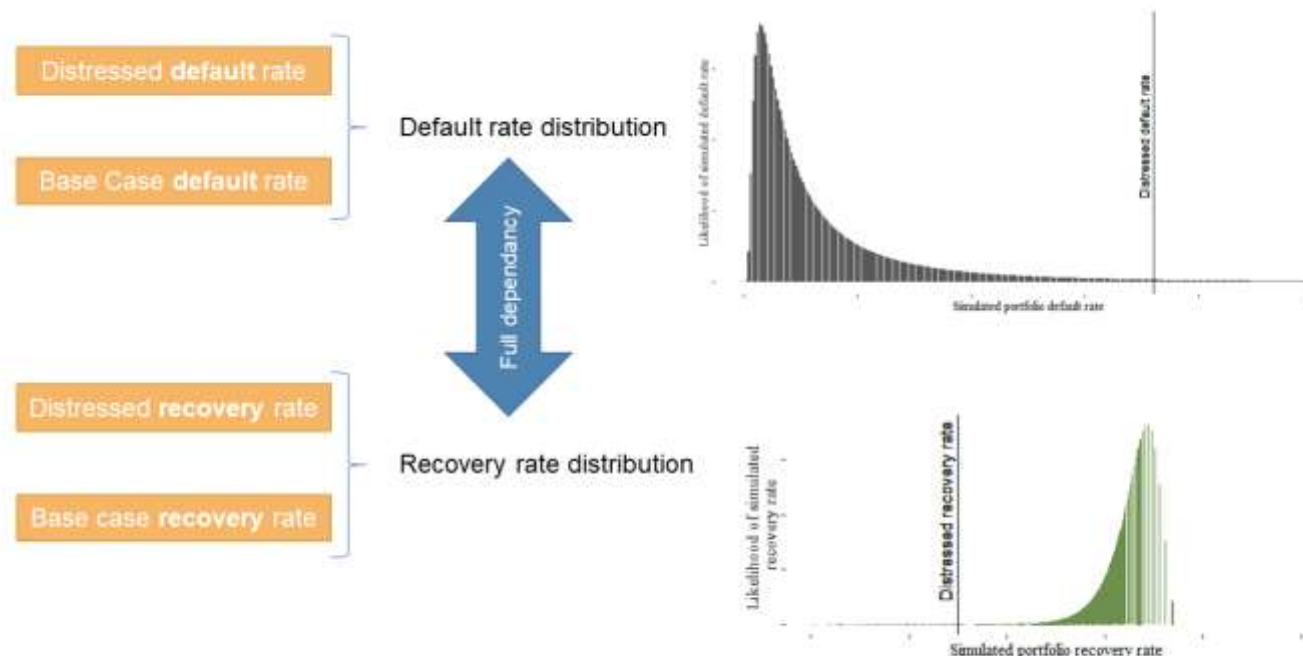 Distressed default rate
Base Case default rate
Default rate distribution
Full dependancy
Distressed recovery rate
Base case recovery rate
Recovery rate distribution
Likelihood of simulated default rate
Distressed default rate
Simulated portfolio default rate
Likelihood of simulated
recovery rate
Distressed recovery rate
Simulated portfolio recovery rate